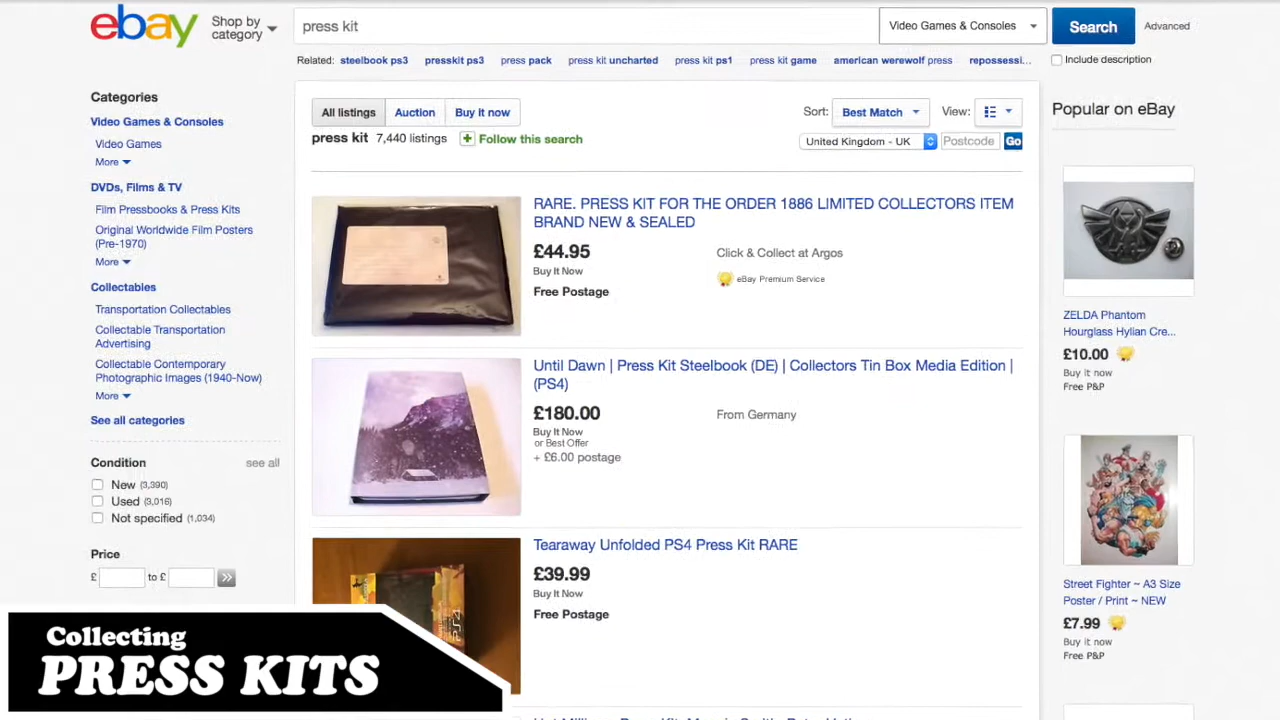 ebay
Shop by
category
press kit
Video Games & Consoles
Search
Advanced
Related: steelbook ps3 presskit ps3 press pack press kit uncharted press kit ps1 press kit game american werewolf press repossessi...
Include description
Categories
Video Games & Consoles
Video Games
More
DVDs, Films & TV
Film Pressbooks & Press Kits
Original Worldwide Film Posters
(Pre-1970)
More
Collectables
Transportation Collectables
Collectable Transportation
Advertising
Collectable Contemporary
Photographic Images (1940-Now)
More
See all categories
Condition see all
New (3,390)
Used (3,016)
Not specified (1,034)
Price
£ to £
All listings Auction Buy it now
Sort: Best Match View:
press kit 7,440 listings + Follow this search
United Kingdom - UK Postcode Go
RARE. PRESS KIT FOR THE ORDER 1886 LIMITED COLLECTORS ITEM
BRAND NEW & SEALED
£44.95
Buy It Now
Free Postage
Click & Collect at Argos
eBay Premium Service
Until Dawn | Press Kit Steelbook (DE) | Collectors Tin Box Media Edition |
(PS4)
£180.00
Buy It Now
or Best Offer
+ £6.00 postage
From Germany
Tearaway Unfolded PS4 Press Kit RARE
£39.99
Buy It Now
Free Postage
PS4
Popular on eBay
ZELDA Phantom
Hourglass Hylian Cre...
£10.00
Buy it now
Free P&P
Street Fighter ~ A3 Size
Poster / Print ~ NEW
£7.99
Buy it now
Free P&P
Collecting
PRESS KITS